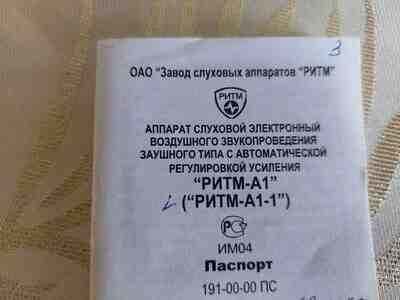 3
ОАО "Завод слуховых аппаратов "РИТМ"
РИТМ
АППАРАТ СЛУХОВОЙ ЭЛЕКТРОННЫЙ
ВОЗДУШНОГО ЗВУКОПРОВЕДЕНИЯ
ЗАУШНОГО ТИПА С АВТОМАТИЧЕСКОЙ
РЕГУЛИРОВКОЙ УСИЛЕНИЯ
"РИТМ-А1"
("РИТМ-А1-1")
ИМ04
Паспорт
191-00-00 ПС